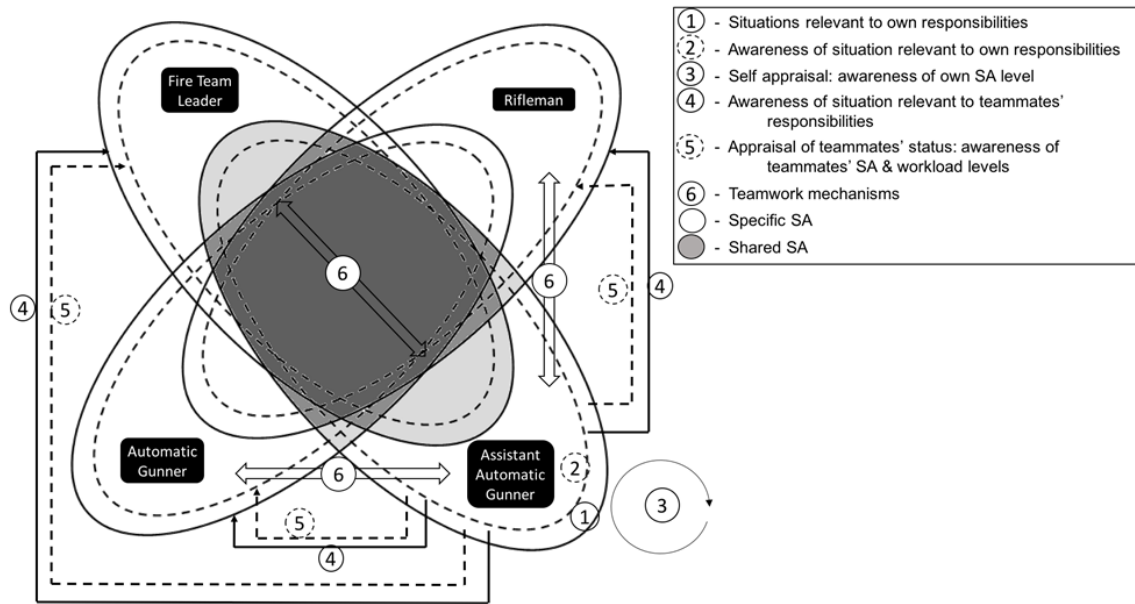 Fire Team
Leader
Rifleman
6
6
5
4
4
5
Automatic
Gunner
6
Assistant
Automatic
Gunner
2
1
3
5
4
1 - Situations relevant to own responsibilities
2 - Awareness of situation relevant to own responsibilities
3 - Self appraisal: awareness of own SA level
4 - Awareness of situation relevant to teammates’
responsibilities
5 - Appraisal of teammates’ status: awareness of
teammates’ SA & workload levels
6 - Teamwork mechanisms
- Specific SA
- Shared SA